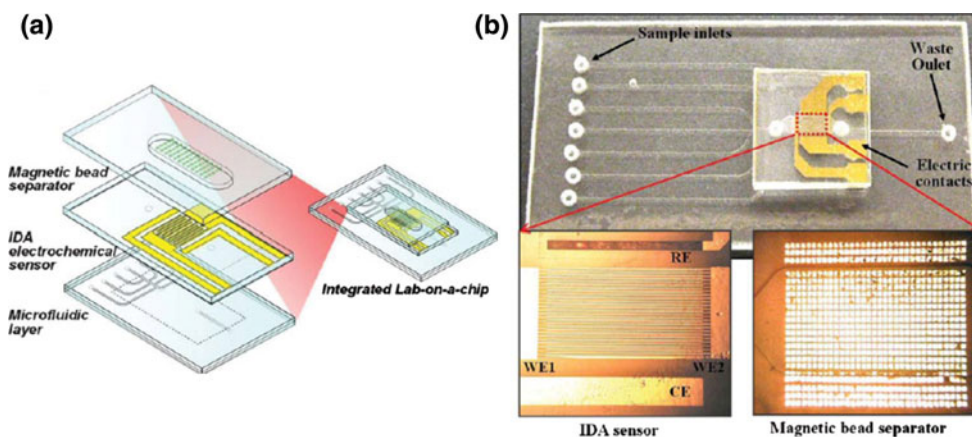 (a)
Magnetic bead
separator
IDA
electrochemical
sensor
Microfluidic
layer
Integrated Lab-on-a-chip
(b)
Sample inlets
Waste
Oulet
Electric
contacts
RE
WE1
WE2
CE
IDA sensor
Magnetic bead separator